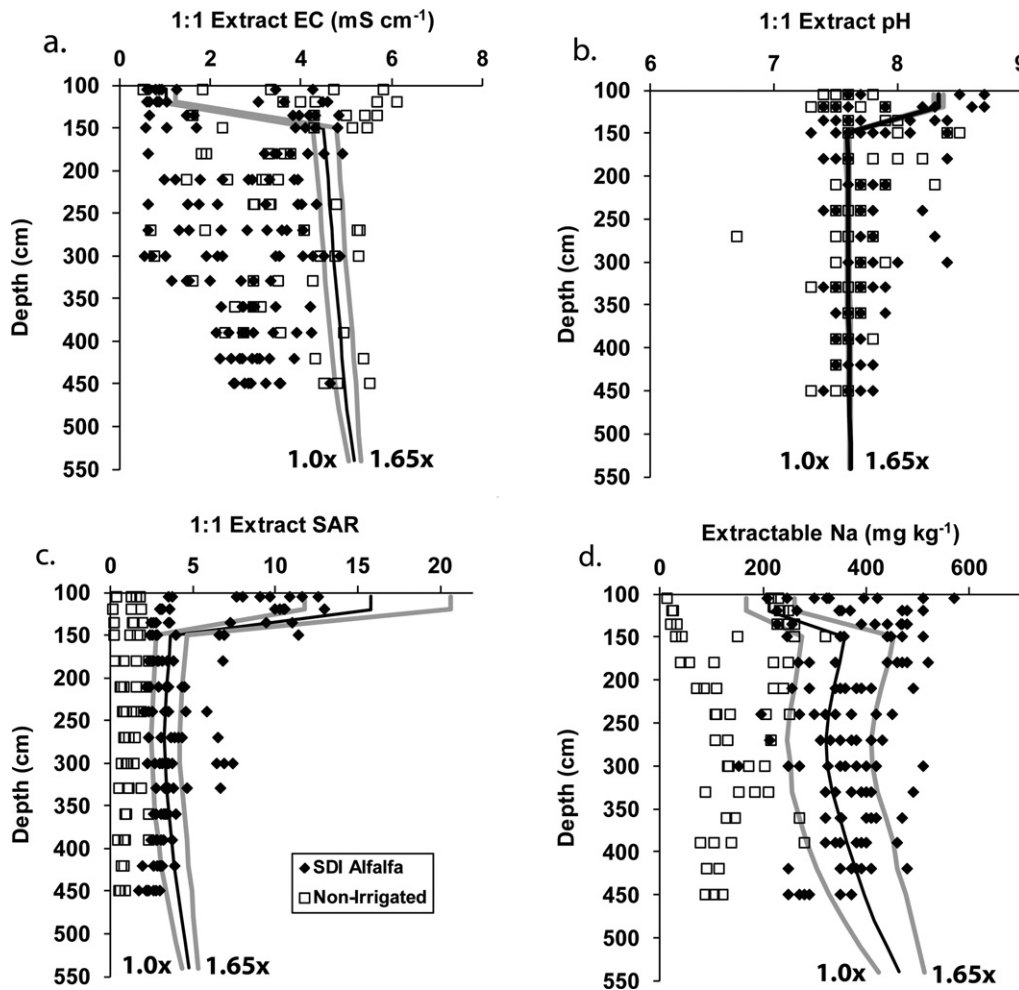 1:1 Extract EC (mS cm⁻¹)
a.
0 2 4 6 8
100
150
200
250
300
350
400
450
500
550
Depth (cm)
1.0x 1.65x
1:1 Extract pH
b.
6 7 8 9
100
150
200
250
300
350
400
450
500
550
Depth (cm)
1.0x 1.65x
1:1 Extract SAR
c.
0 5 10 15 20
100
150
200
250
300
350
400
450
500
550
Depth (cm)
SDI Alfalfa
Non-Irrigated
1.0x 1.65x
Extractable Na (mg kg⁻¹)
d.
0 200 400 600
100
150
200
250
300
350
400
450
500
550
Depth (cm)
1.0x 1.65x